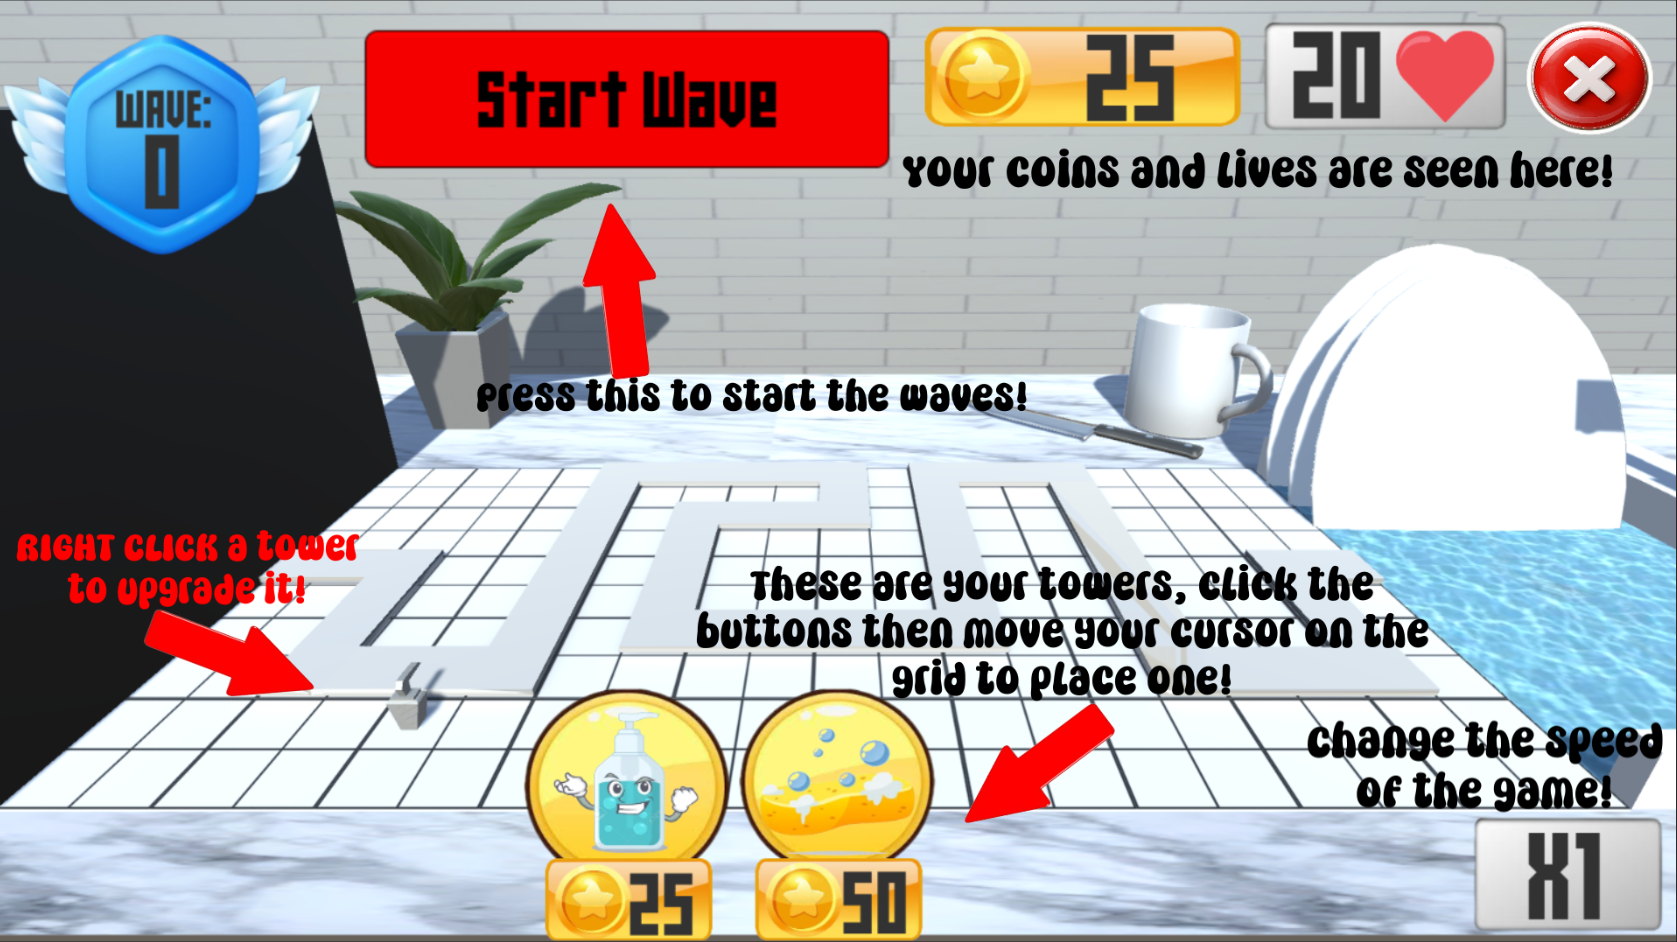 WAVE:
0
Start Wave
25
20
Your coins and lives are seen here!
Press this to start the waves!
RIGHT CLICK a tower
to upgrade it!
These are your towers, click the
buttons then move your cursor on the
grid to place one!
Change the speed
of the game!
25
50
X1